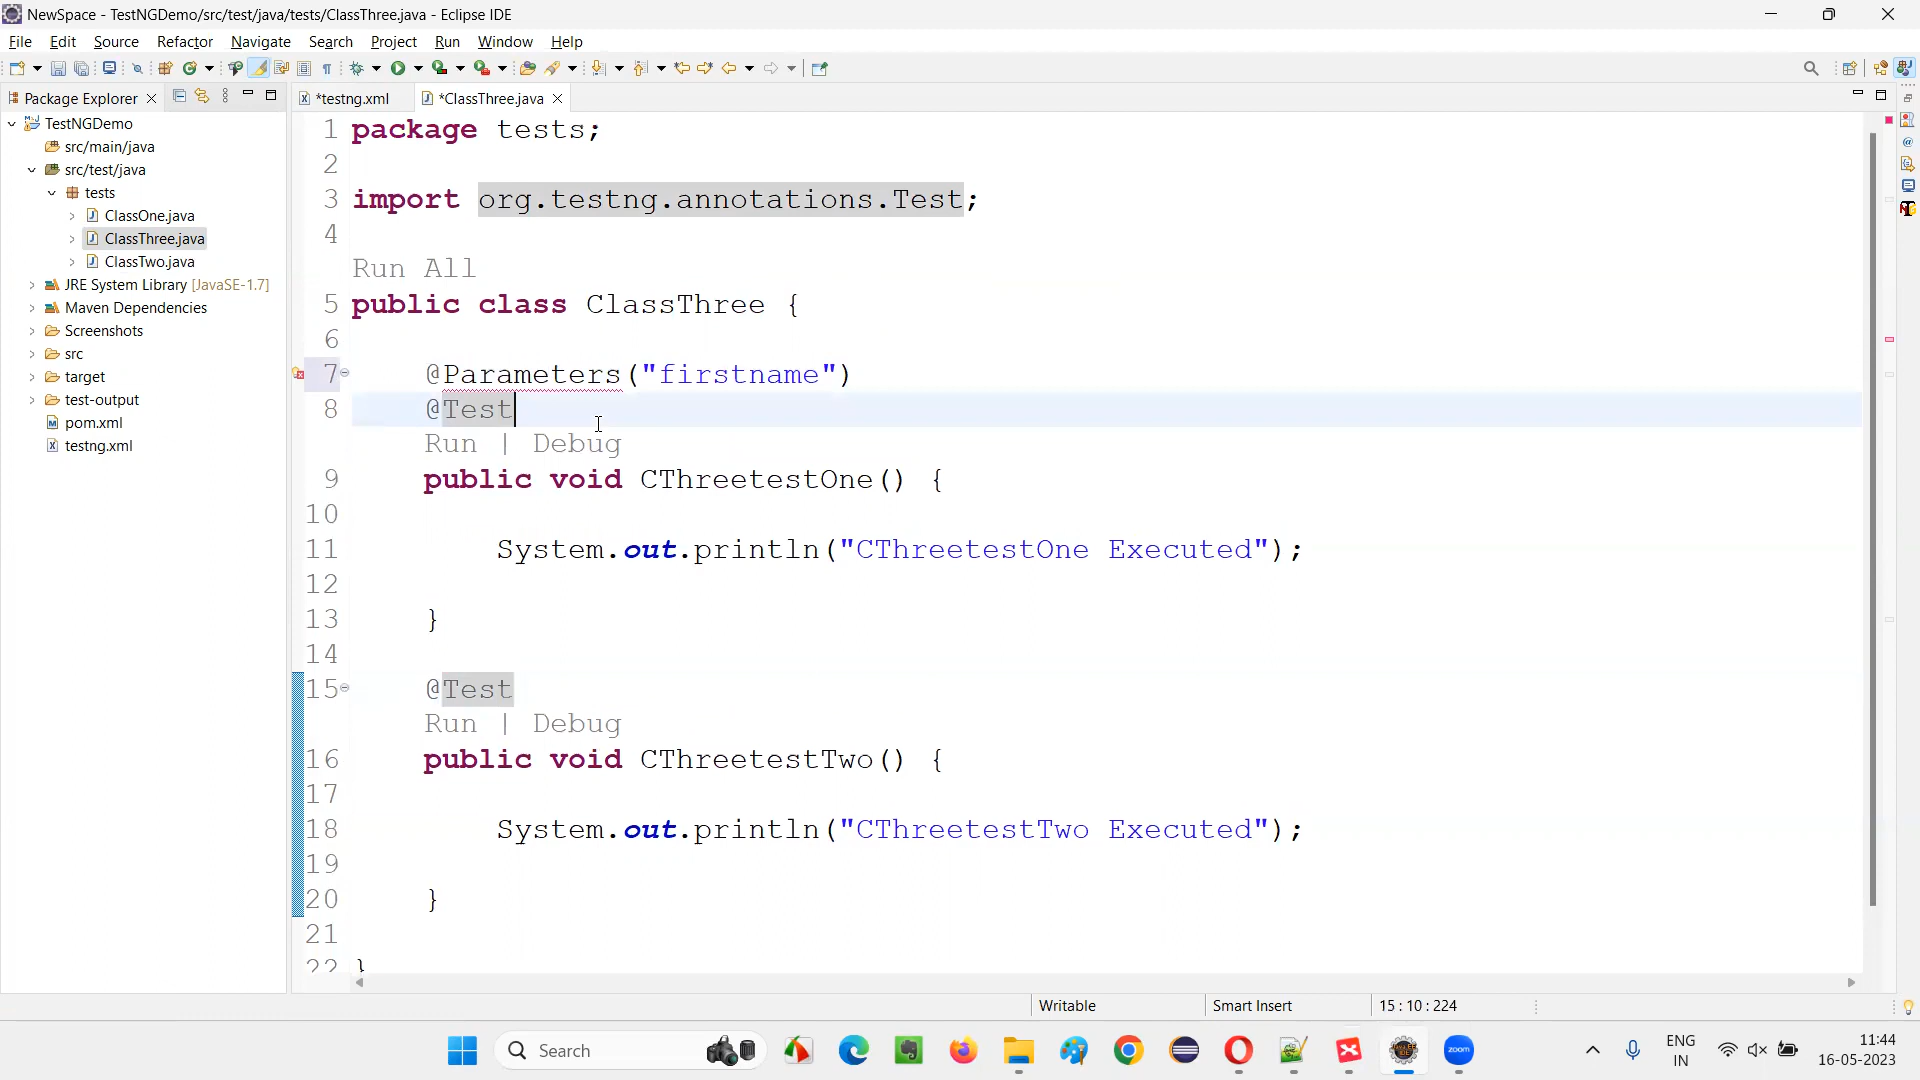 NewSpace - TestNGDemo/src/test/java/tests/ClassThree.java - Eclipse IDE
File Edit Source Refactor Navigate Search Project Run Window Help
Package Explorer
*testng.xml
*ClassThree.java
TestNGDemo
src/main/java
src/test/java
tests
ClassOne.java
ClassThree.java
ClassTwo.java
JRE System Library [JavaSE-1.7]
Maven Dependencies
Screenshots
src
target
test-output
pom.xml
testng.xml
1 package tests;
2
3 import org.testng.annotations.Test;
4
Run All
5 public class ClassThree {
6
7 @Parameters("firstname")
8 @Test
Run | Debug
9 public void CThreetestOne() {
10
11 System.out.println("CThreetestOne Executed");
12
13 }
14
15 @Test
Run | Debug
16 public void CThreetestTwo() {
17
18 System.out.println("CThreetestTwo Executed");
19
20 }
21
22 }
Writable
Smart Insert
15 : 10 : 224
Search
zoom
ENG
IN
11:44
16-05-2023